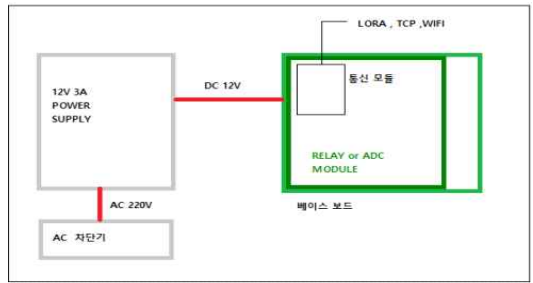 LORA , TCP ,WIFI
통신 모듈
DC 12V
12V 3A
POWER
SUPPLY
RELAY or ADC
MODULE
AC 220V
베이스 보드
AC 차단기